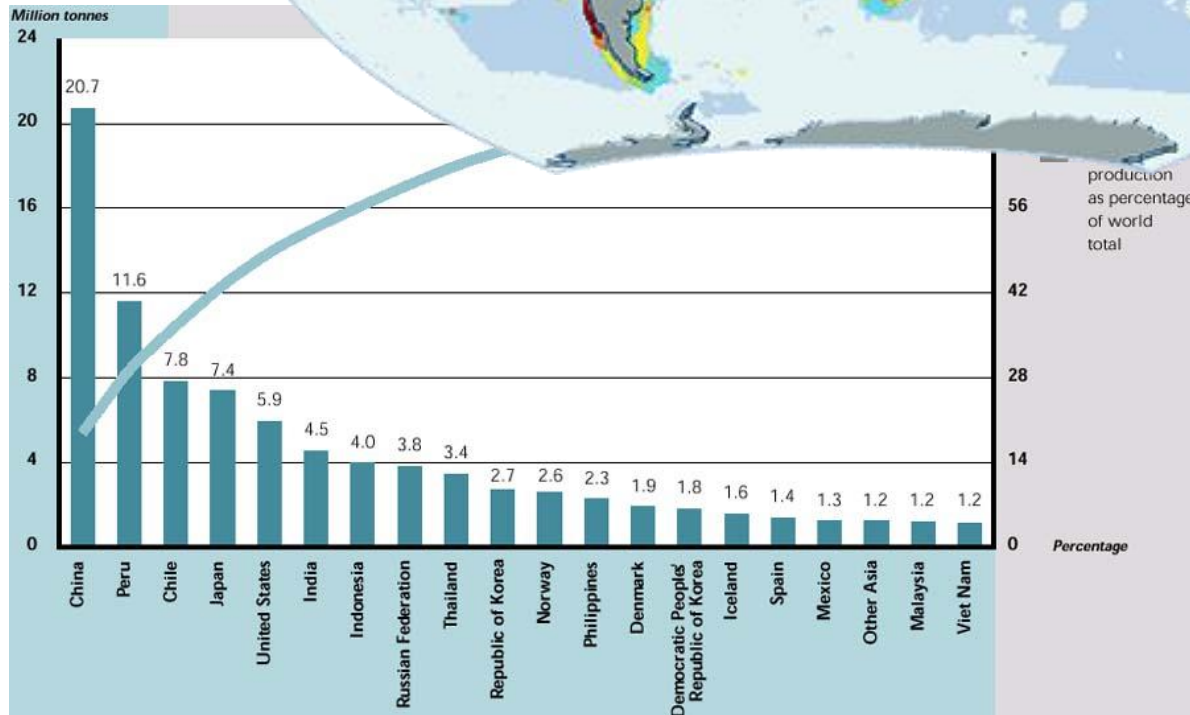 Million tonnes
24
20
16
12
8
4
0
20.7
11.6
7.8
7.4
5.9
4.5
4.0
3.8
3.4
2.7
2.6
2.3
1.9
1.8
1.6
1.4
1.3
1.2
1.2
1.2
56
42
28
14
0
Percentage
production
as percentage
of world
total
China
Peru
Chile
Japan
United States
India
Indonesia
Russian Federation
Thailand
Republic of Korea
Norway
Philippines
Denmark
Democratic Peoples'
Republic of Korea
Iceland
Spain
Mexico
Other Asia
Malaysia
Viet Nam